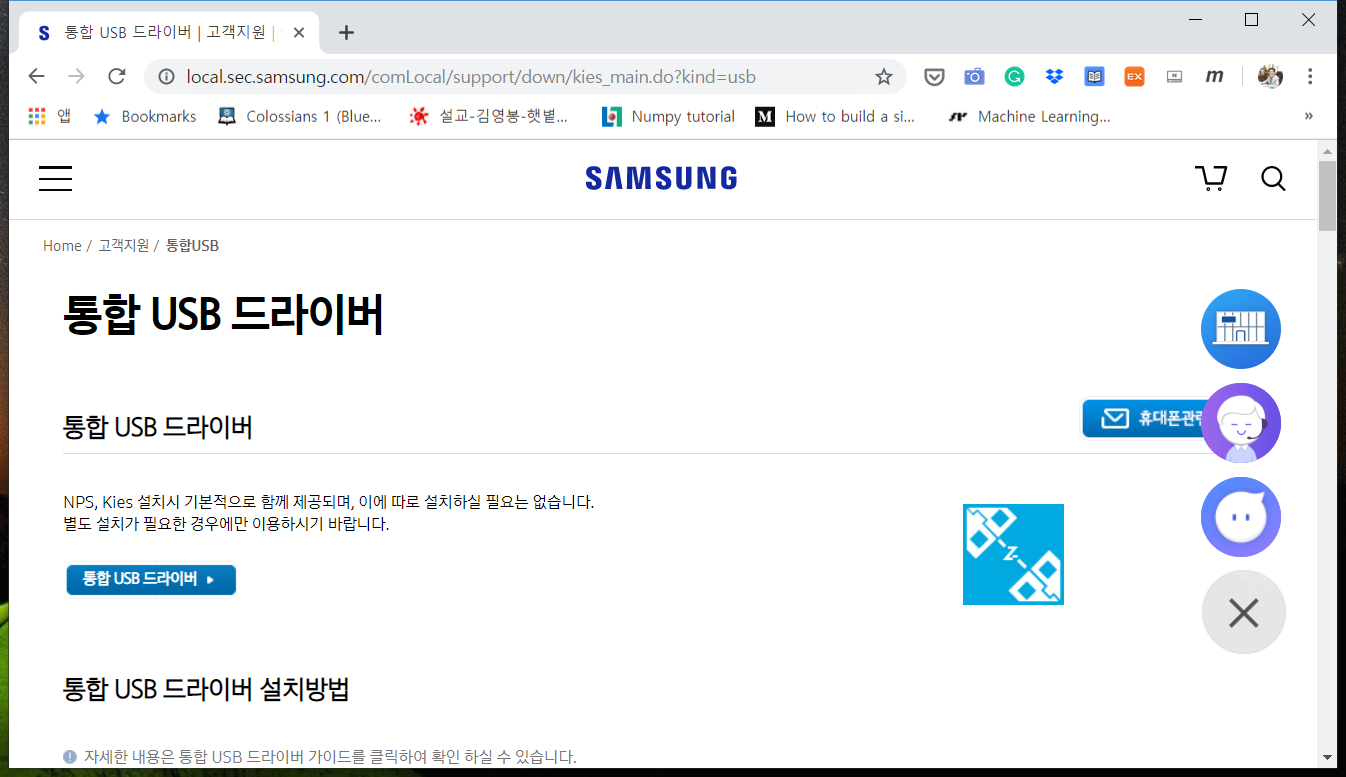 S 통합 USB 드라이버 | 고객지원 |
local.sec.samsung.com/comLocal/support/down/kies_main.do?kind=usb
EX
m
앱 Bookmarks Colossians 1 (Blue... 설교-김영봉-햇볕... Numpy tutorial M How to build a si... Machine Learning... »
SAMSUNG
Home / 고객지원 / 통합USB
통합 USB 드라이버
통합 USB 드라이버
휴대폰관련
NPS, Kies 설치시 기본적으로 함께 제공되며, 이에 따로 설치하실 필요는 없습니다.
별도 설치가 필요한 경우에만 이용하시기 바랍니다.
통합 USB 드라이버
통합 USB 드라이버 설치방법
자세한 내용은 통합 USB 드라이버 가이드를 클릭하여 확인 하실 수 있습니다.